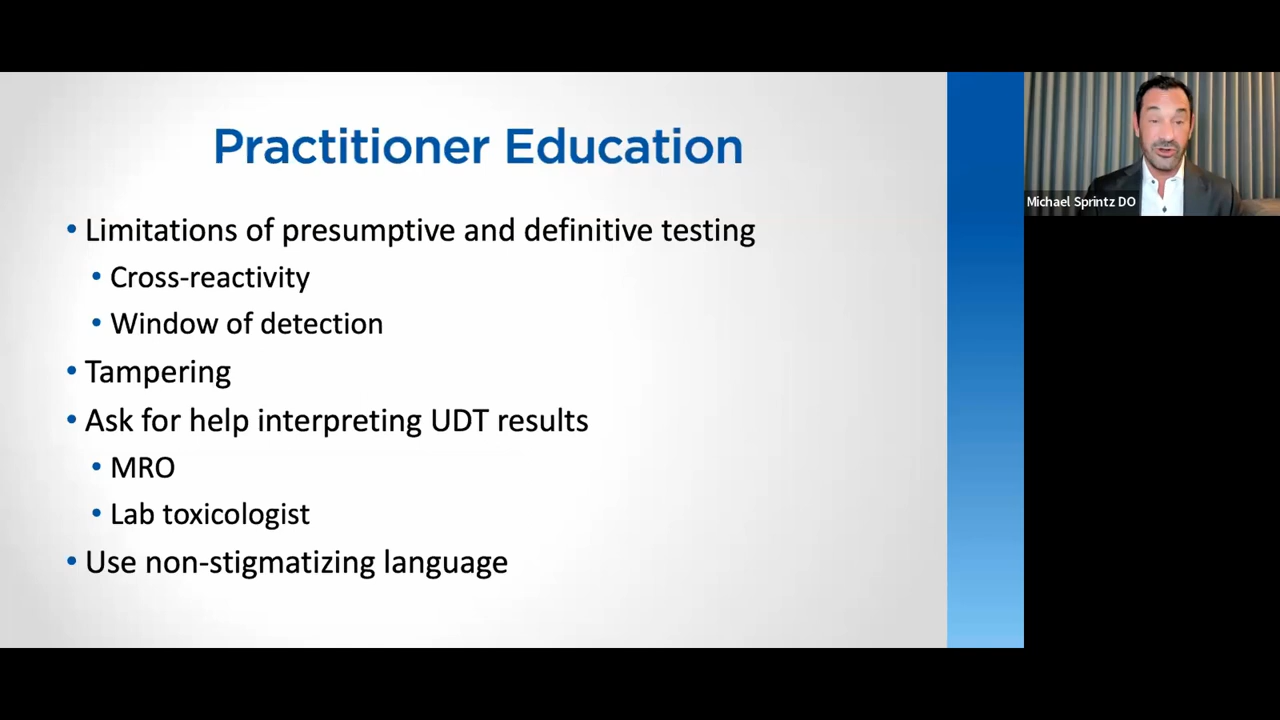 Practitioner Education
• Limitations of presumptive and definitive testing
• Cross-reactivity
• Window of detection
• Tampering
• Ask for help interpreting UDT results
• MRO
• Lab toxicologist
• Use non-stigmatizing language
Michael Sprintz DO